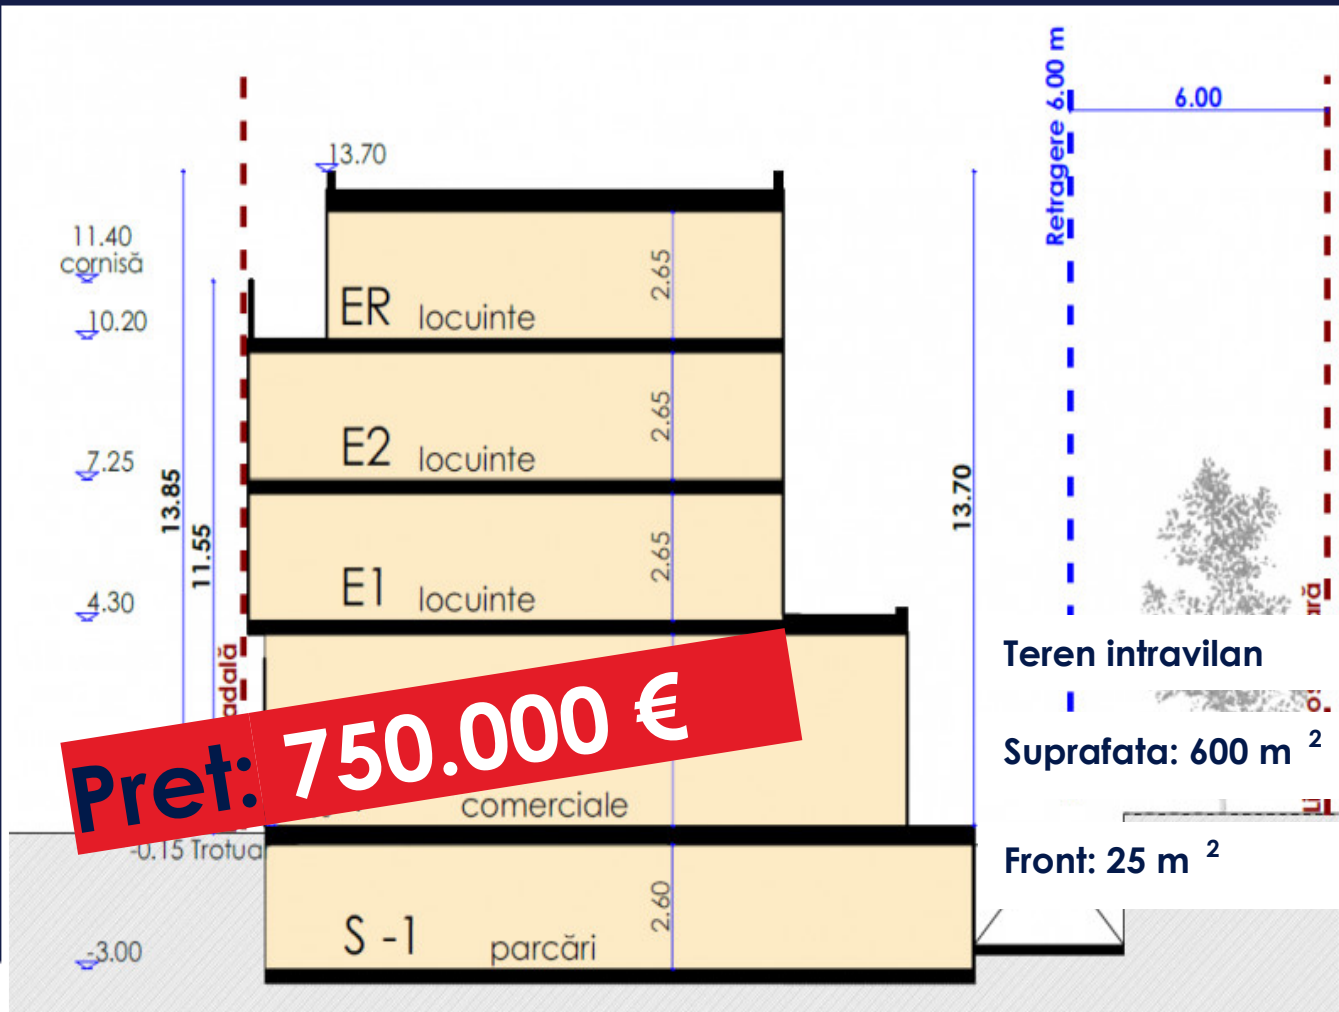 Retragere 6.00 m
6.00
13.70
11.40
cornisă
10.20
7.25
4.30
13.85
11.55
13.70
ER locuinte
2.65
E2 locuinte
2.65
E1 locuinte
2.65
Teren intravilan
Suprafata: 600 m 2
Front: 25 m 2
Pret: 750.000 €
comerciale
-0.15 Trotua
S -1 parcări
2.60
-3.00